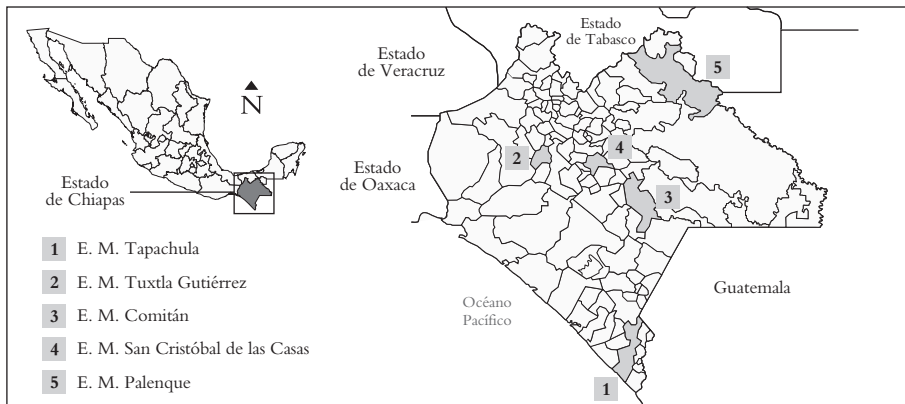 Estado
de Chiapas
N
1 E. M. Tapachula
2 E. M. Tuxtla Gutiérrez
3 E. M. Comitán
4 E. M. San Cristóbal de las Casas
5 E. M. Palenque
Estado
de Veracruz
Estado
de Tabasco
5
4
2
Estado
de Oaxaca
3
Océano
Pacífico
Guatemala
1